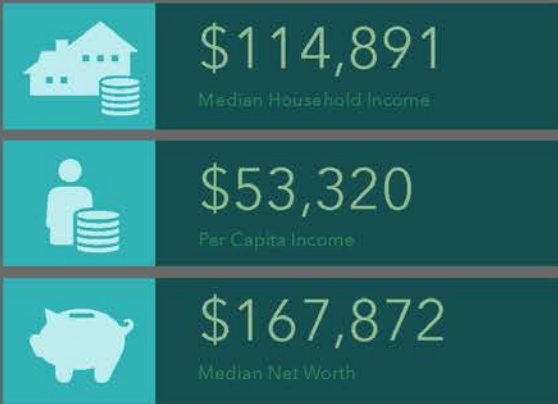 $114,891
Median Household Income
$53,320
Per Capita Income
$167,872
Median Net Worth